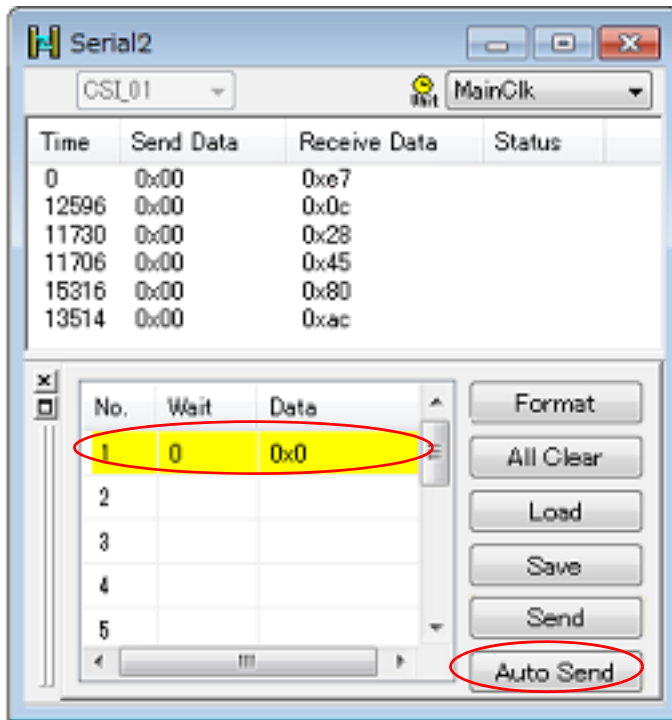 Serial2
CSI_01 Unit MainClk
Time Send Data Receive Data Status
0 0x00 0xe7
12596 0x00 0x0c
11730 0x00 0x28
11706 0x00 0x45
15316 0x00 0x80
13514 0x00 0xac
No. Wait Data
1 0 0x0
2
3
4
5
Format
All Clear
Load
Save
Send
Auto Send